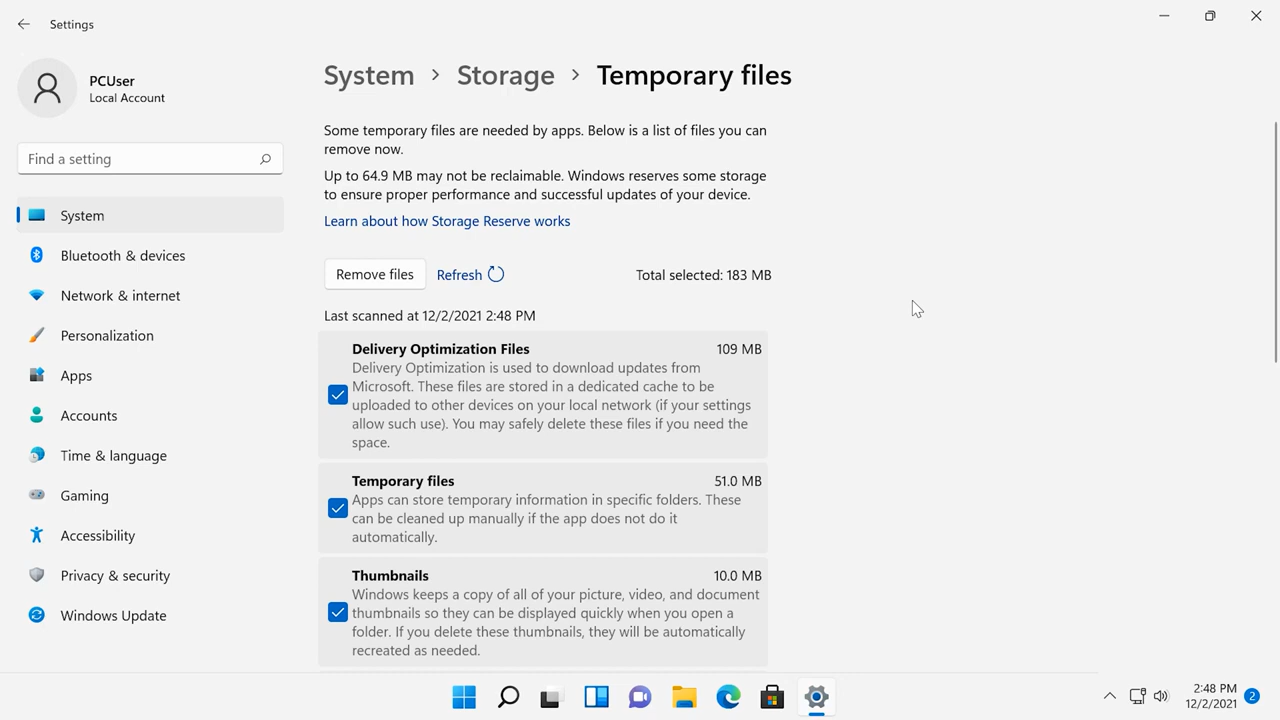 Settings
PCUser
Local Account
Find a setting
System
Bluetooth & devices
Network & internet
Personalization
Apps
Accounts
Time & language
Gaming
Accessibility
Privacy & security
Windows Update
System > Storage > Temporary files
Some temporary files are needed by apps. Below is a list of files you can
remove now.
Up to 64.9 MB may not be reclaimable. Windows reserves some storage
to ensure proper performance and successful updates of your device.
Learn about how Storage Reserve works
Remove files Refresh Total selected: 183 MB
Last scanned at 12/2/2021 2:48 PM
Delivery Optimization Files 109 MB
Delivery Optimization is used to download updates from
Microsoft. These files are stored in a dedicated cache to be
uploaded to other devices on your local network (if your settings
allow such use). You may safely delete these files if you need the
space.
Temporary files 51.0 MB
Apps can store temporary information in specific folders. These
can be cleaned up manually if the app does not do it
automatically.
Thumbnails 10.0 MB
Windows keeps a copy of all of your picture, video, and document
thumbnails so they can be displayed quickly when you open a
folder. If you delete these thumbnails, they will be automatically
recreated as needed.
2:48 PM
12/2/2021 2